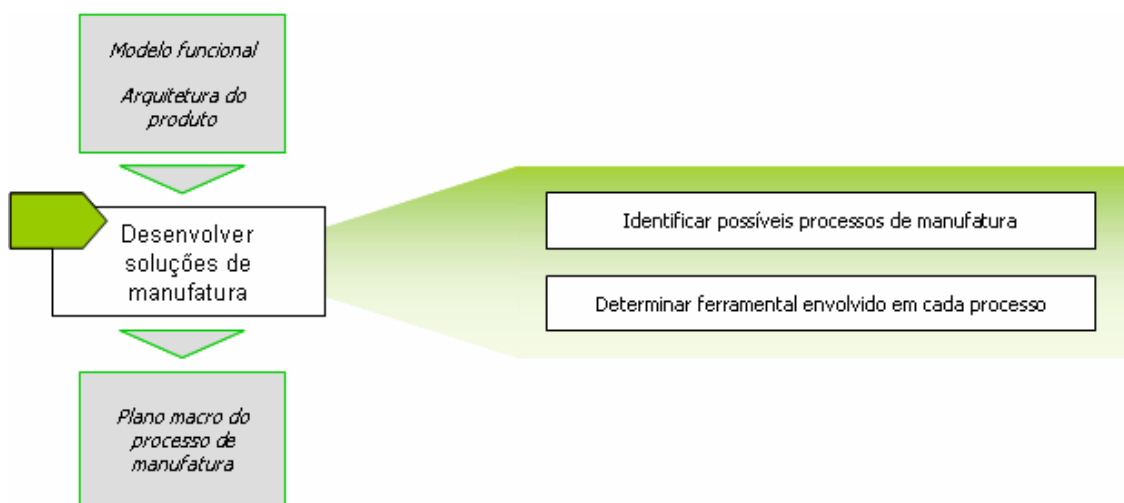 Modelo funcional
Arquitetura do
produto
Desenvolver
soluções de
manufatura
Identificar possíveis processos de manufatura
Determinar ferramental envolvido em cada processo
Plano macro do
processo de
manufatura